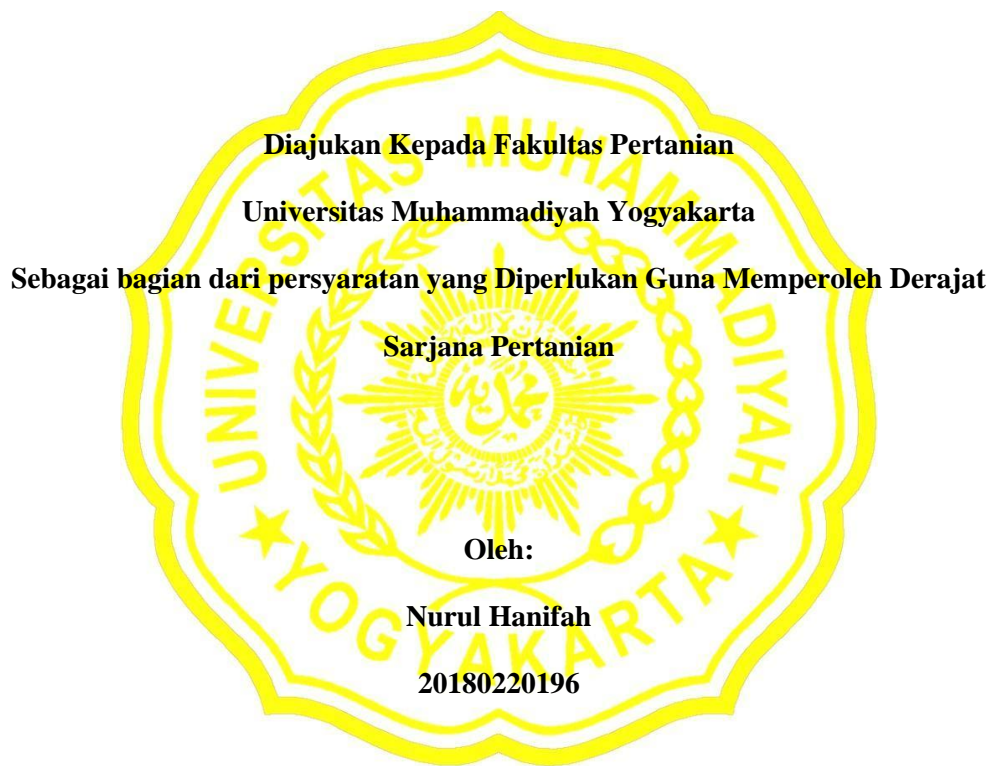 Diajukan Kepada Fakultas Pertanian
Universitas Muhammadiyah Yogyakarta
Sebagai bagian dari persyaratan yang Diperlukan Guna Memperoleh Derajat
Sarjana Pertanian
Oleh:
Nurul Hanifah
20180220196
UNIVERSITAS MUHAMMADIYAH
★ YOGYAKARTA ★
محمدية